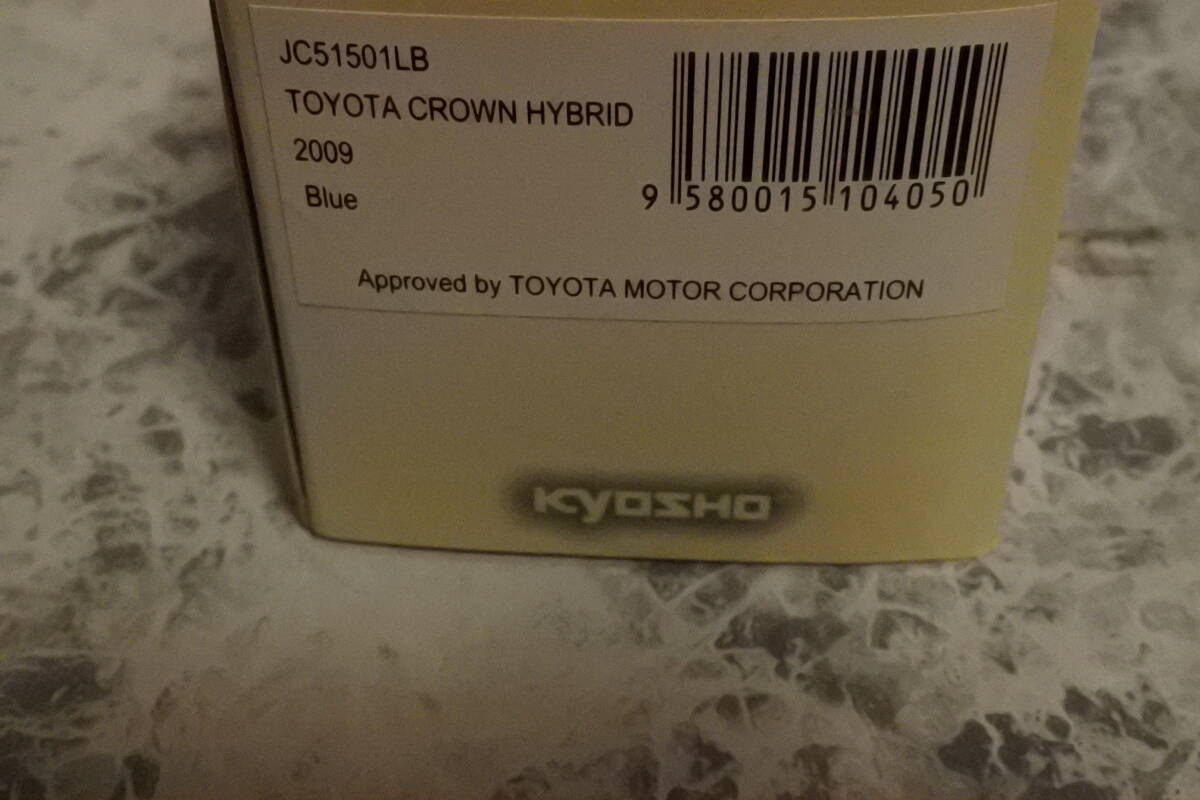 JC51501LB
TOYOTA CROWN HYBRID
2009
Blue
9 580015 104050
Approved by TOYOTA MOTOR CORPORATION
KYOSHO